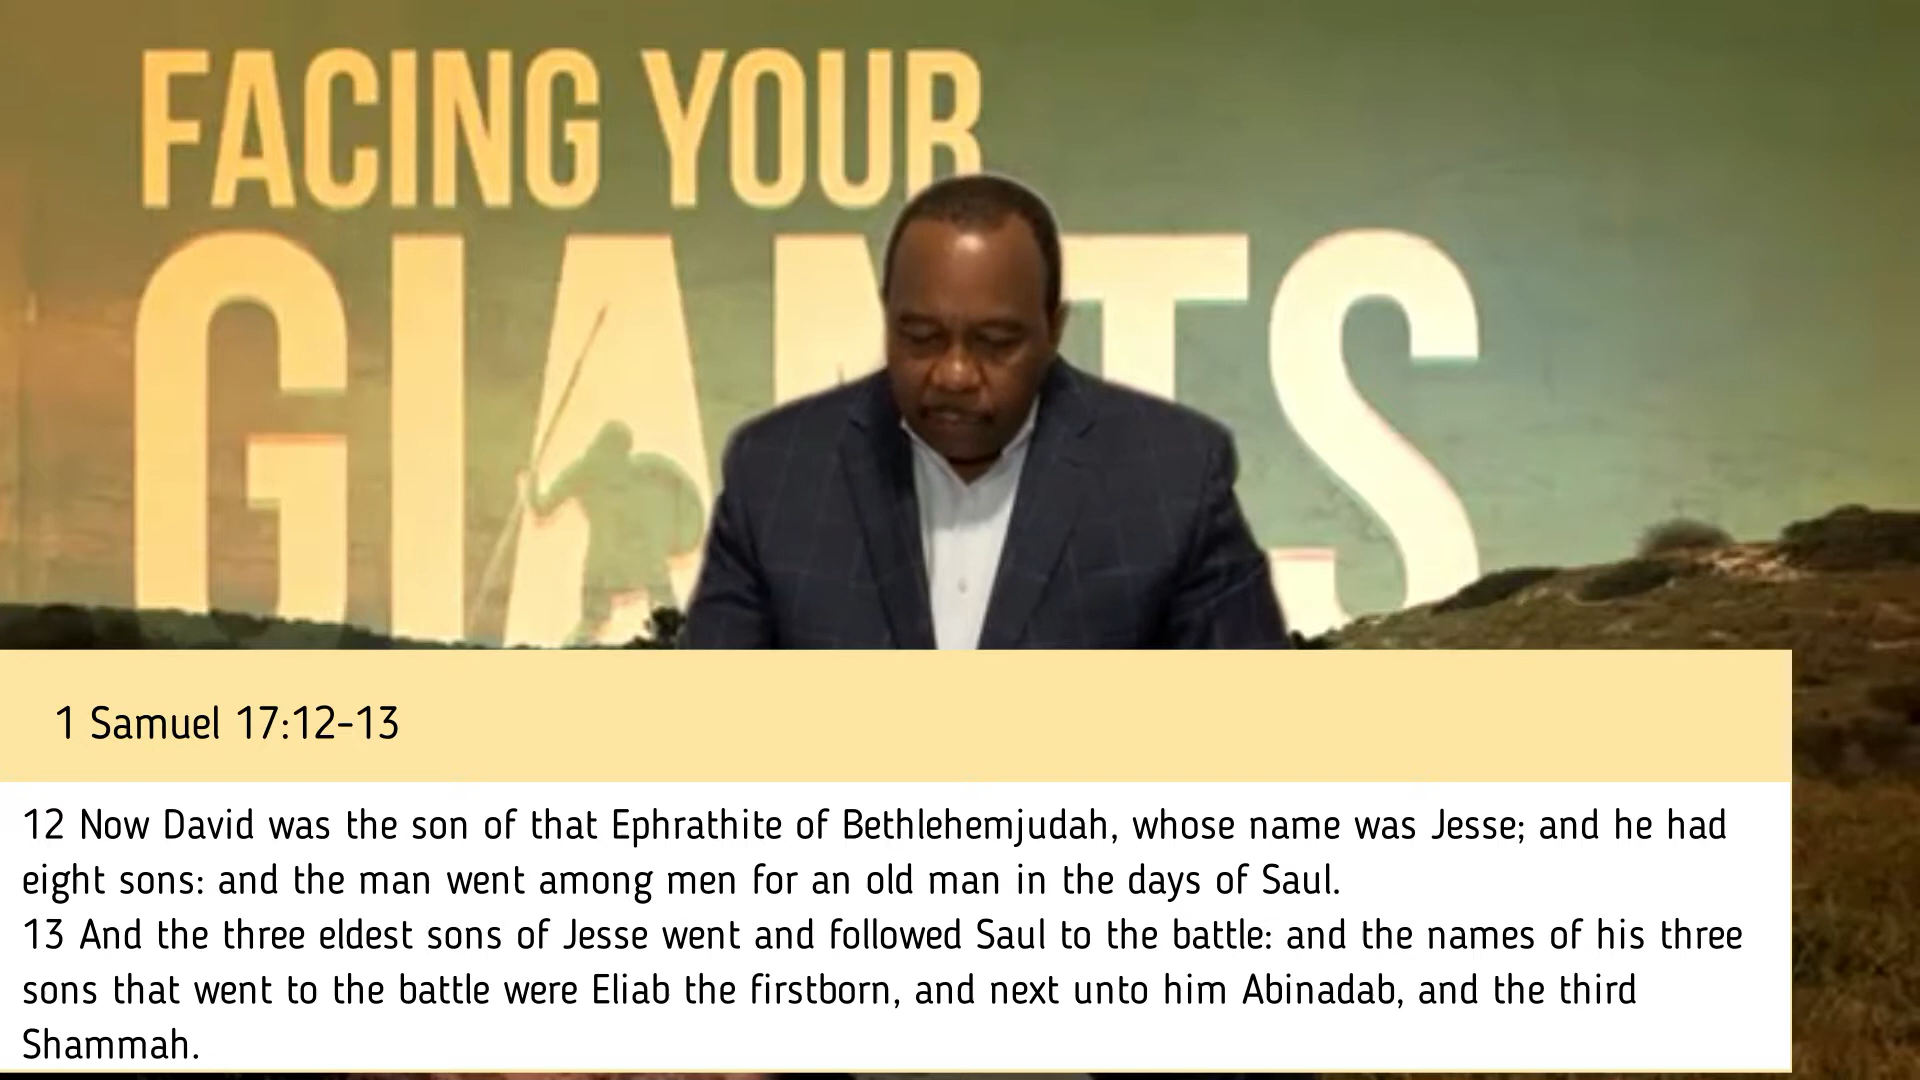 FACING YOUR
GIANTS
1 Samuel 17:12-13
12 Now David was the son of that Ephrathite of Bethlehemjudah, whose name was Jesse; and he had
eight sons: and the man went among men for an old man in the days of Saul.
13 And the three eldest sons of Jesse went and followed Saul to the battle: and the names of his three
sons that went to the battle were Eliab the firstborn, and next unto him Abinadab, and the third
Shammah.